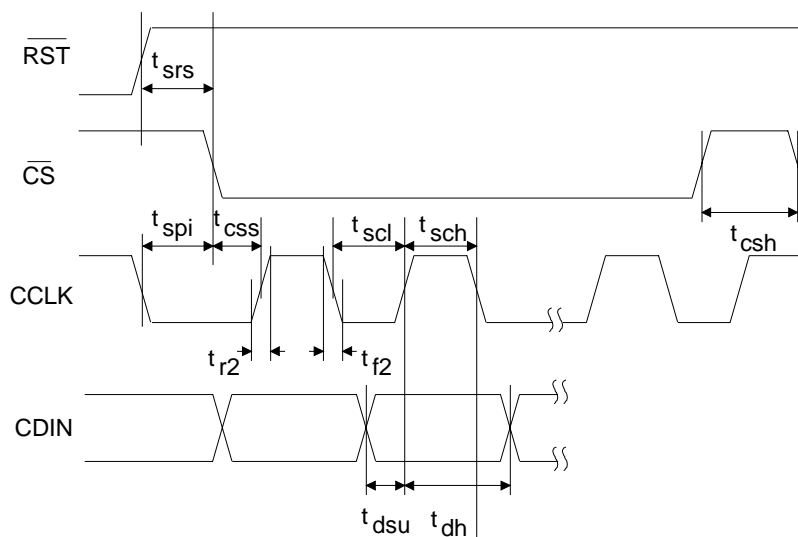 RST
t srs
CS
t spi t css t scl t sch t csh
CCLK
t r2 t f2
CDIN
t dsu t dh